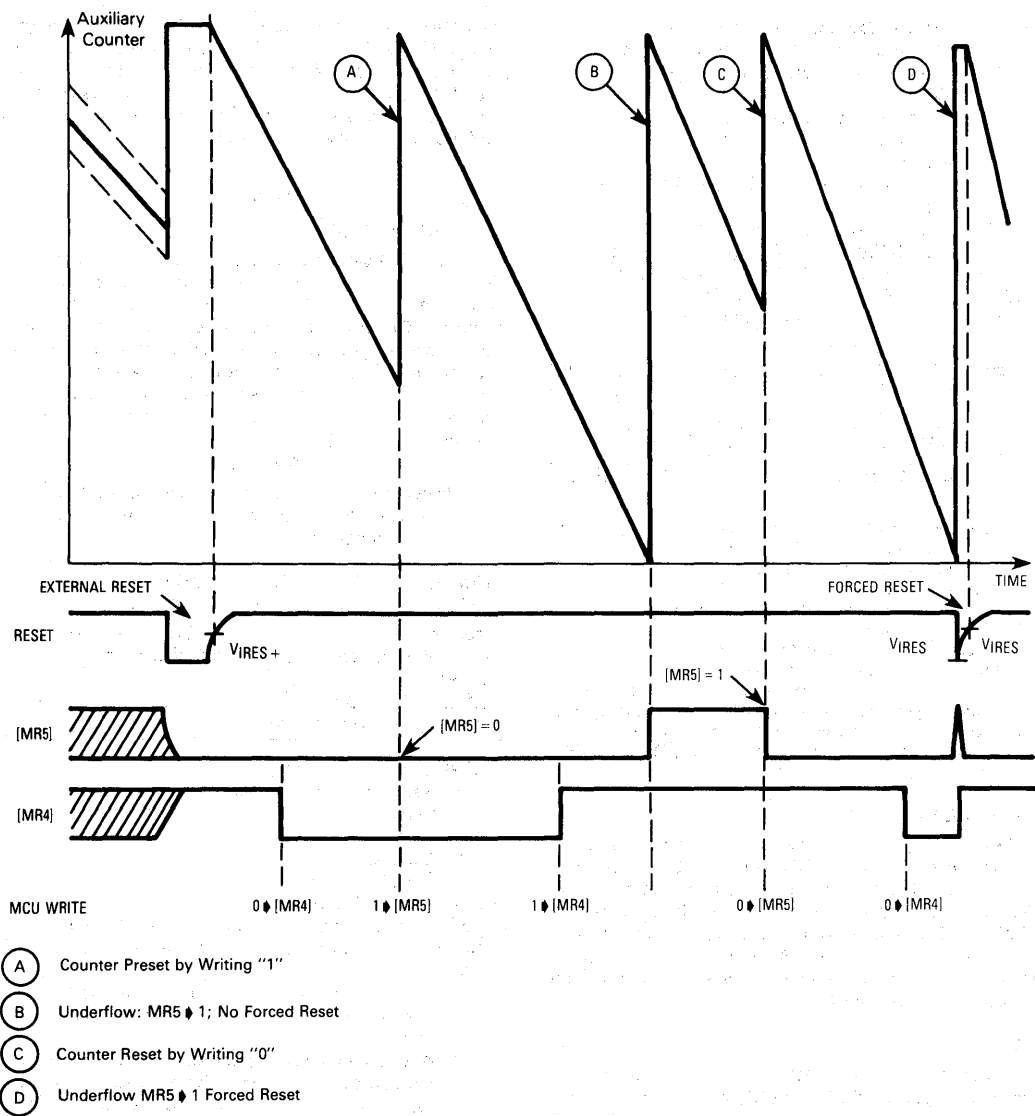 Auxiliary
Counter
A
B
C
D
TIME
EXTERNAL RESET
FORCED RESET
RESET
VIRES +
VIRES
VIRES
[MR5] = 1
[MR5]
[MR5] = 0
[MR4]
MCU WRITE
0 ➧ [MR4]
1 ➧ [MR5]
1 ➧ [MR4]
0 ➧ [MR5]
0 ➧ [MR4]
A Counter Preset by Writing "1"
B Underflow: MR5 ➧ 1; No Forced Reset
C Counter Reset by Writing "0"
D Underflow MR5 ➧ 1 Forced Reset